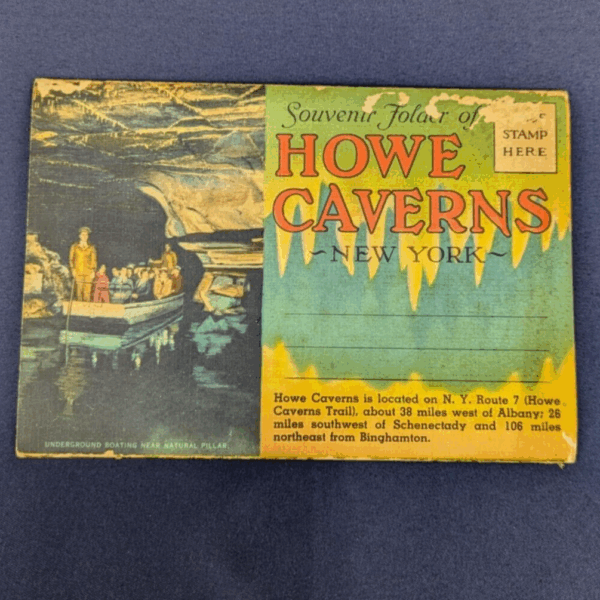 Souvenir Folder of
STAMP
HERE
HOWE
CAVERNS
~NEW YORK~
Howe Caverns is located on N. Y. Route 7 (Howe
Caverns Trail), about 38 miles west of Albany; 26
miles southwest of Schenectady and 106 miles
northeast from Binghamton.
UNDERGROUND BOATING NEAR NATURAL PILLAR